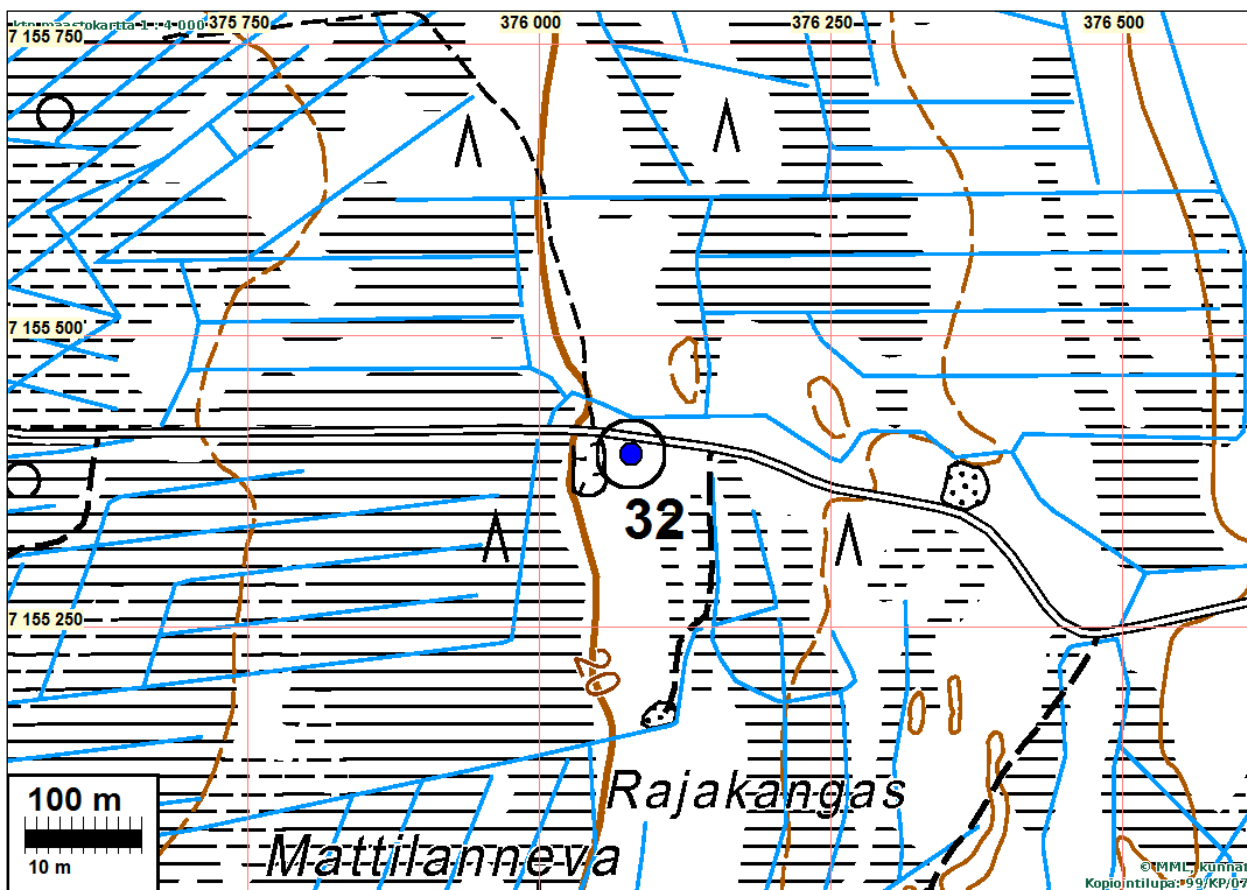 ktp maastokartta 1 : 4 000
375 750
376 000
376 250
376 500
7 155 750
7 155 500
32
7 155 250
20
Rajakangas
100 m
10 m
Mattilanneva
© MML, kunnat
Kopiointilupa: 99/KP/07